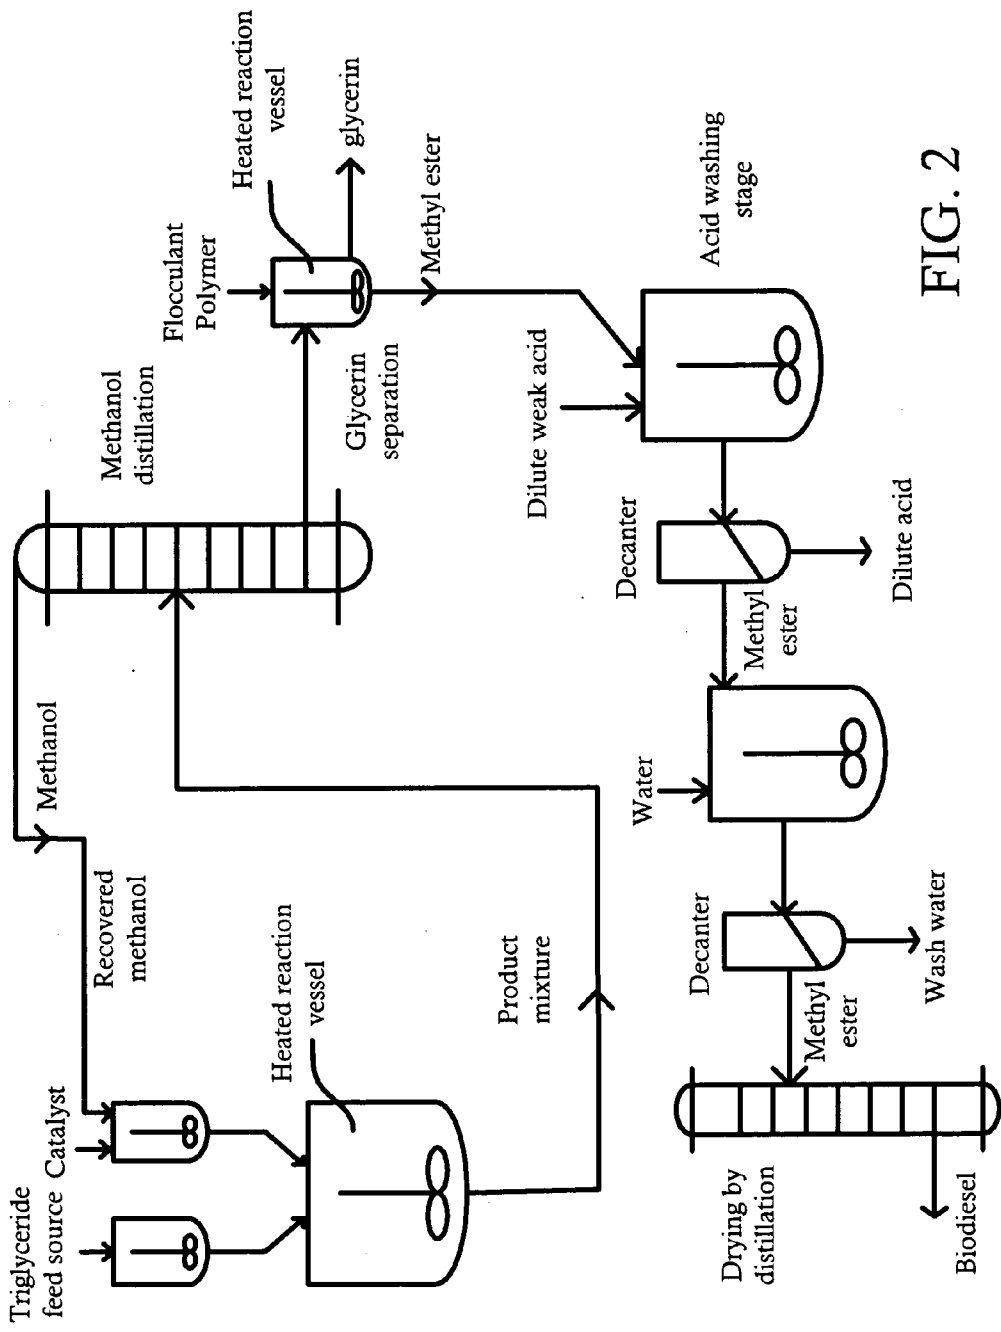 Triglyceride
feed source
Catalyst
Recovered
methanol
Methanol
Methanol
distillation
Flocculant
Polymer
Heated reaction
vessel
glycerin
Glycerin
separation
Methyl ester
Heated reaction
vessel
Product
mixture
Dilute weak acid
Acid washing
stage
Decanter
Dilute acid
Methyl
ester
Water
Decanter
Wash water
Methyl
ester
Drying by
distillation
Biodiesel
FIG. 2